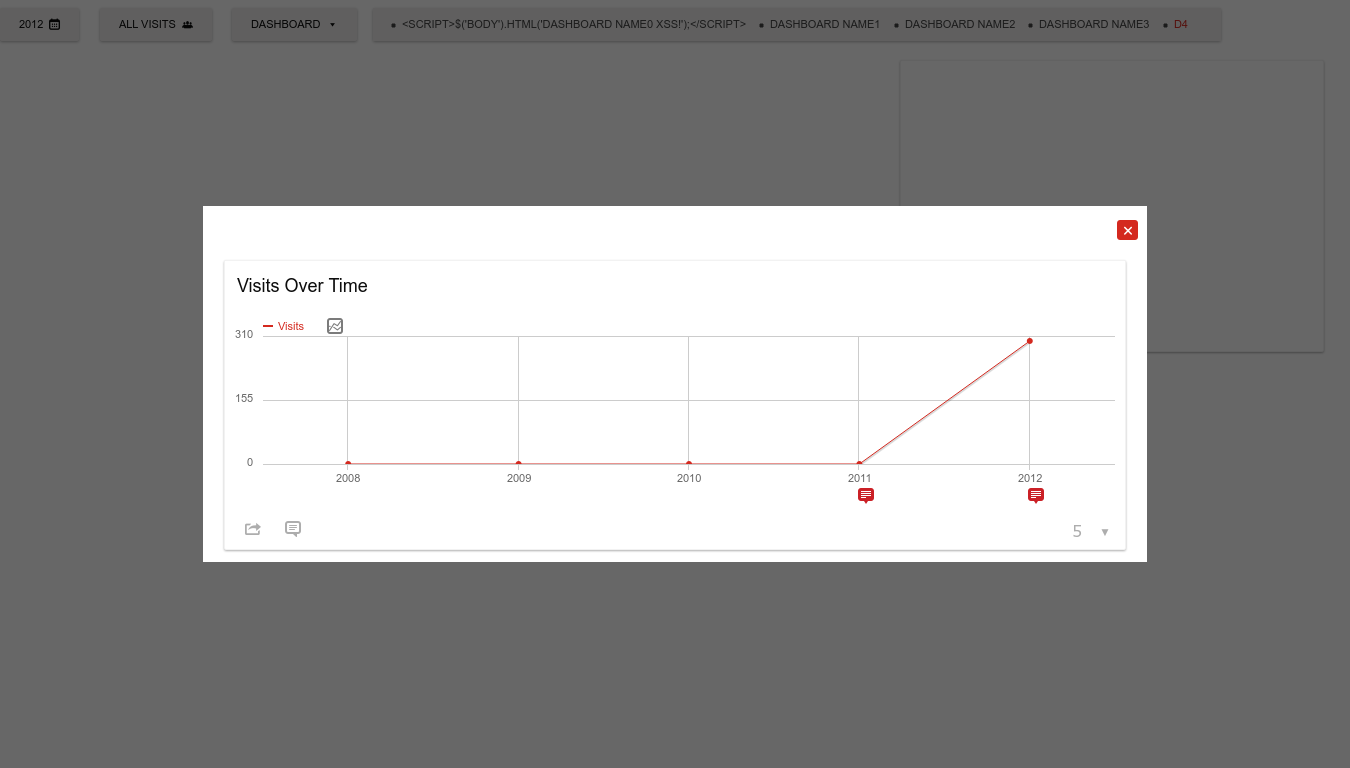 2012 ALL VISITS DASHBOARD <SCRIPT>$('BODY').HTML('DASHBOARD NAME0 XSS!');</SCRIPT> DASHBOARD NAME1 DASHBOARD NAME2 DASHBOARD NAME3 D4
Visits Over Time
Visits
310
155
0
2008 2009 2010 2011 2012
5